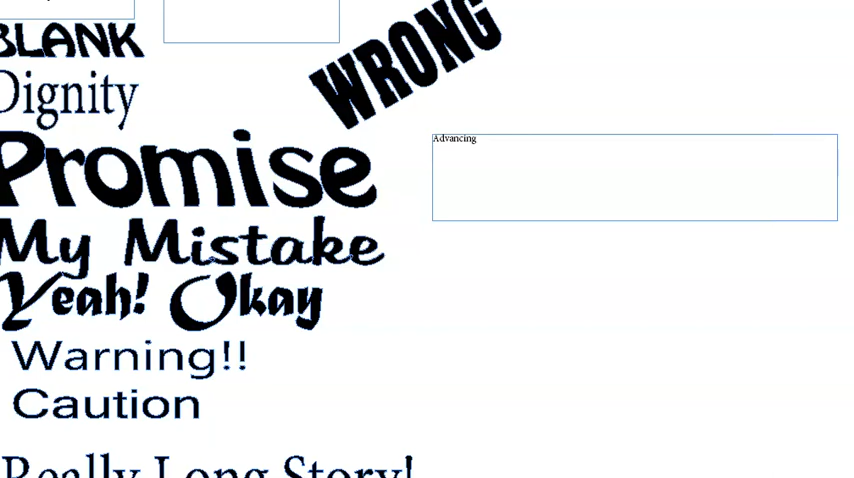 BLANK
WRONG
Dignity
Promise
Advancing
My Mistake
Yeah! Okay
Warning!!
Caution
Really Long Story!